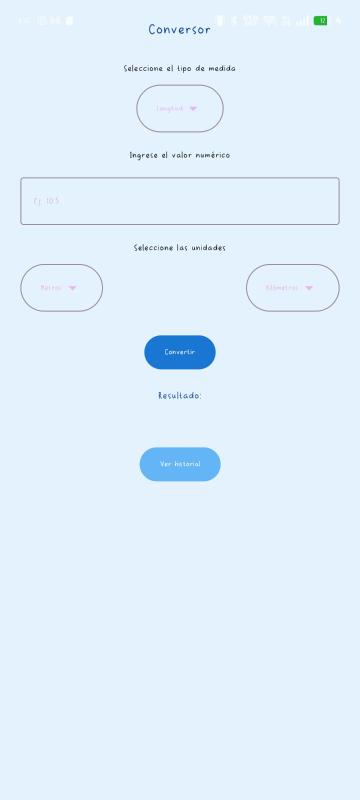 Conversor
Seleccione el tipo de medida
Longitud
Ingrese el valor numérico
Ej: 10.5
Seleccione las unidades
Metros
Kilómetros
Convertir
Resultado:
Ver historial